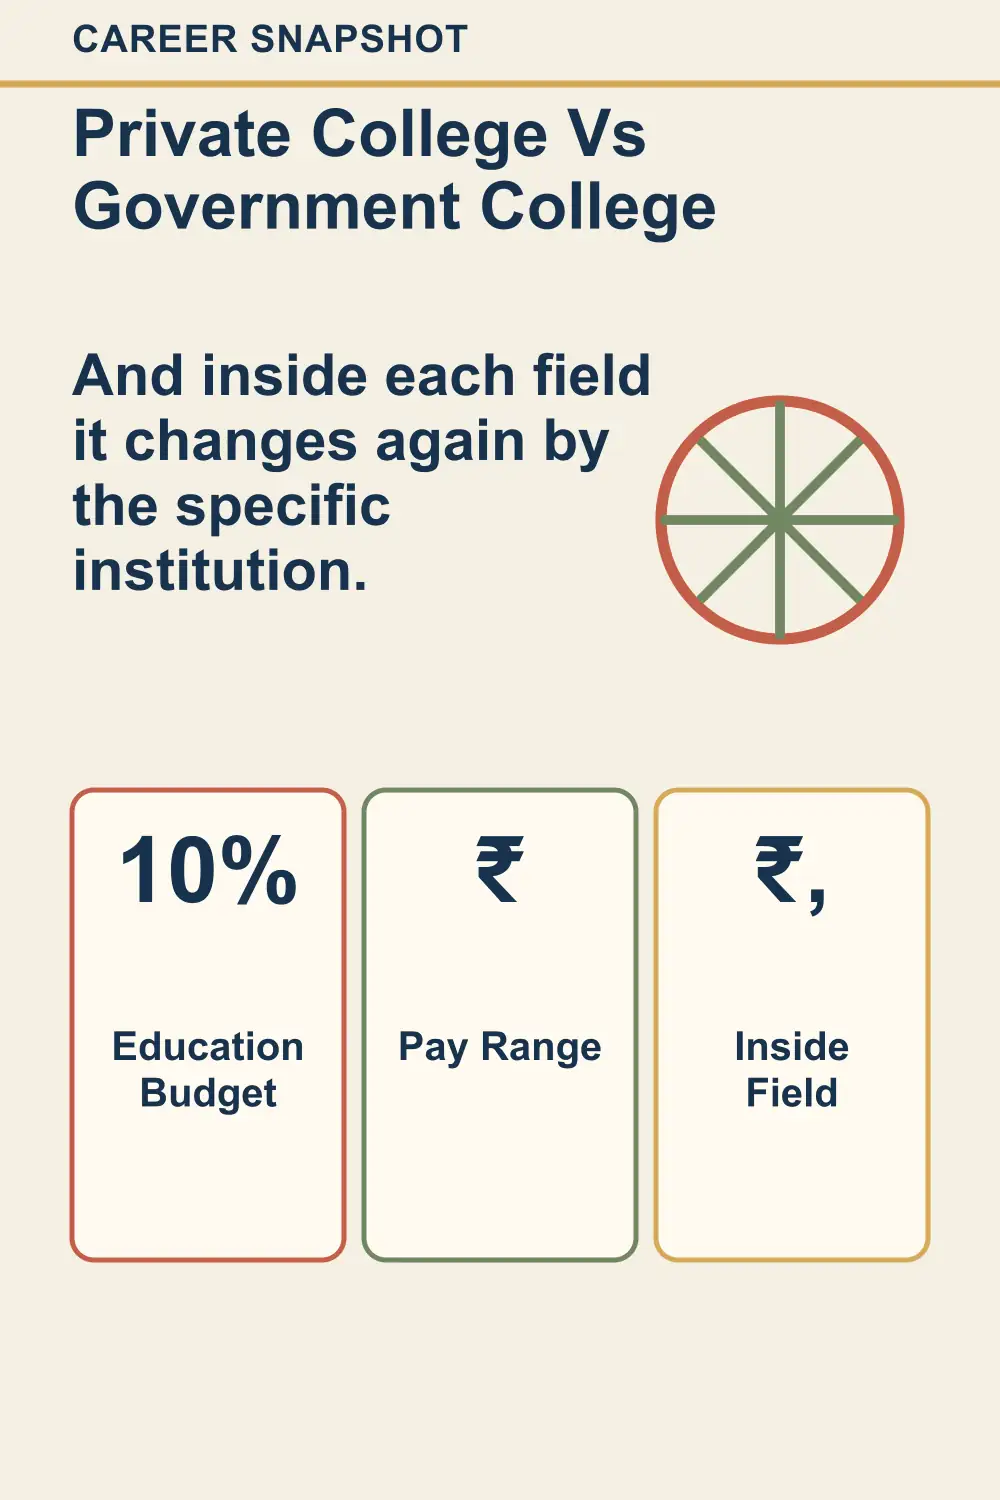 CAREER SNAPSHOT
Private College Vs
Government College
And inside each field
it changes again by
the specific
institution.
10%
₹
₹,
Education
Budget
Pay Range
Inside
Field